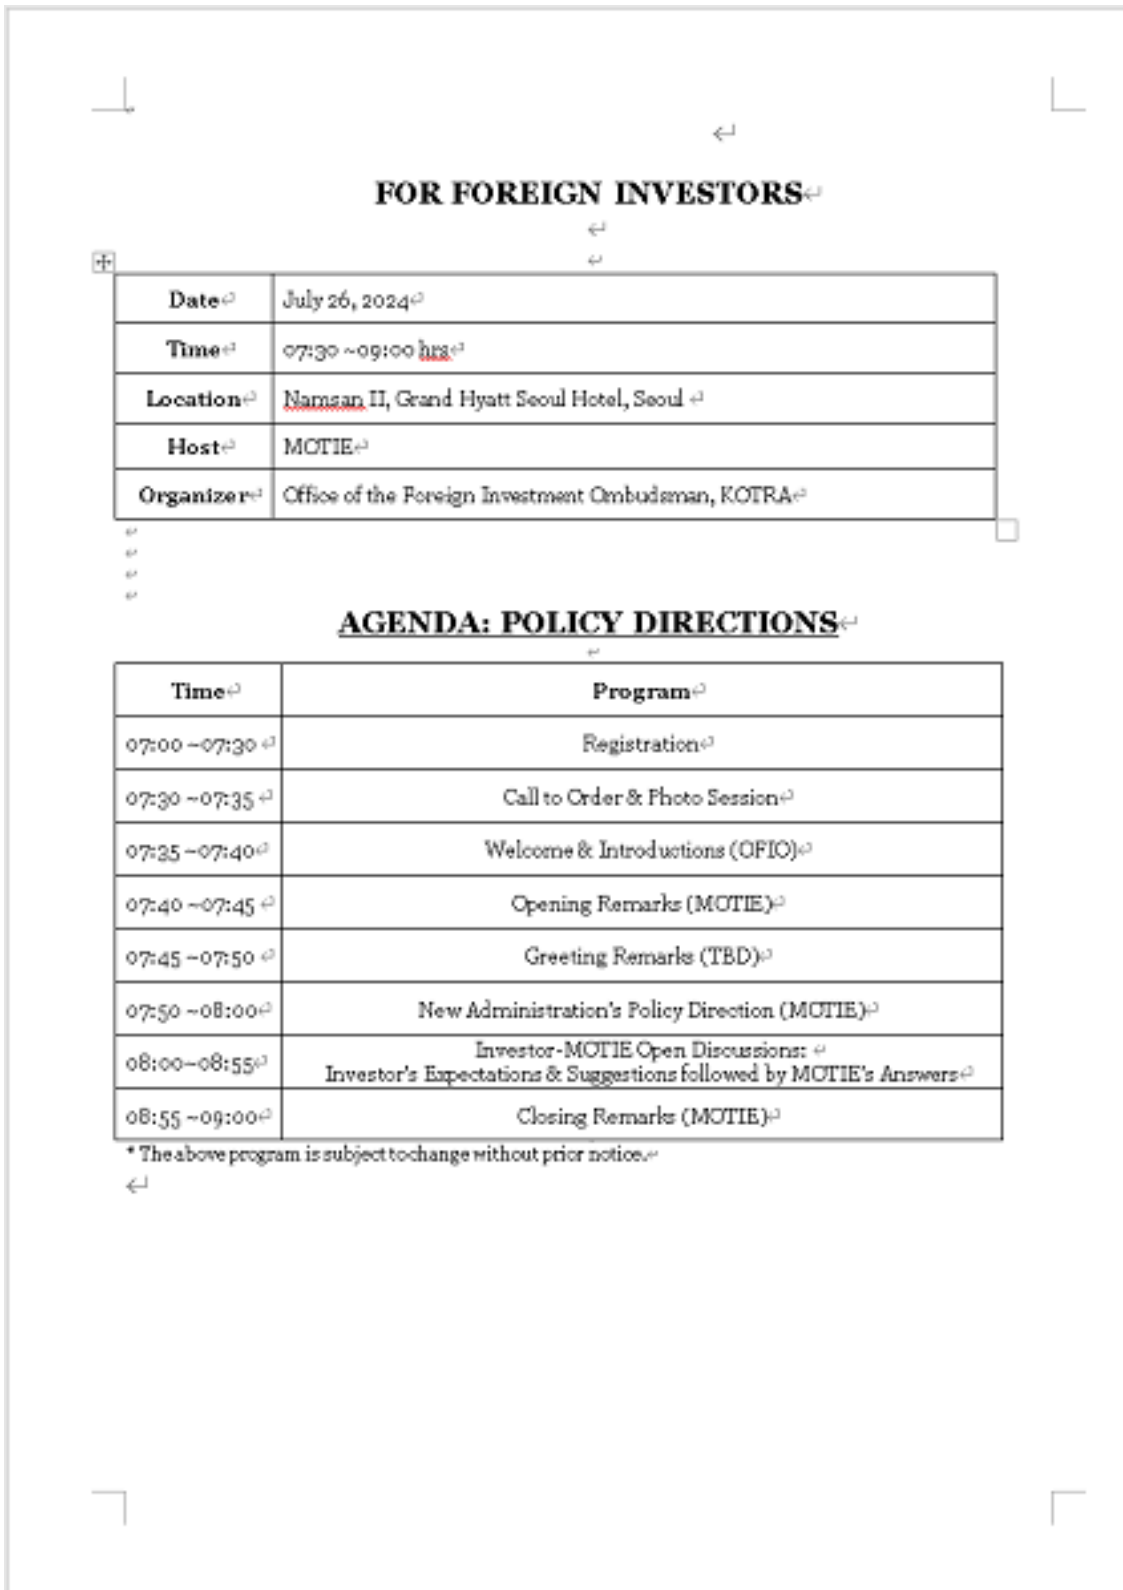 FOR FOREIGN INVESTORS
Date July 26, 2024
Time 07:30 ~09:00 hrs
Location Namsan II, Grand Hyatt Seoul Hotel, Seoul
Host MOTIE
Organizer Office of the Foreign Investment Ombudsman, KOTRA
AGENDA: POLICY DIRECTIONS
Time Program
07:00 ~07:30 Registration
07:30 ~07:35 Call to Order & Photo Session
07:35 ~07:40 Welcome & Introductions (OFIO)
07:40 ~07:45 Opening Remarks (MOTIE)
07:45 ~07:50 Greeting Remarks (TBD)
07:50 ~08:00 New Administration's Policy Direction (MOTIE)
08:00~08:55 Investor-MOTIE Open Discussions:
Investor's Expectations & Suggestions followed by MOTIE's Answers
08:55 ~09:00 Closing Remarks (MOTIE)
* The above program is subject to change without prior notice.